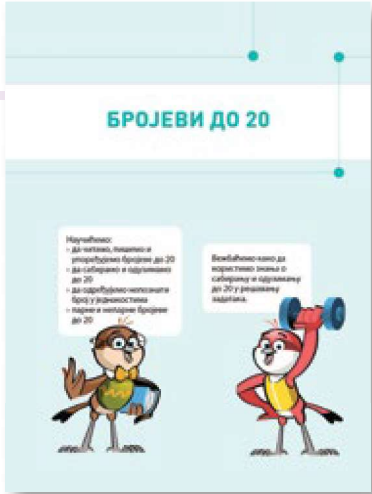 БРОЈЕВИ ДО 20
Научићемо:
- да читамо, пишемо и
упоређујемо бројеве до 20
- да сабирамо и одузимамо
до 20
- да одређујемо непознати
број у једнакостима
- парне и непарне бројеве
до 20
Вежбаћемо како да
користимо знања о
сабирању и одузимању
до 20 у решавању
задатака.